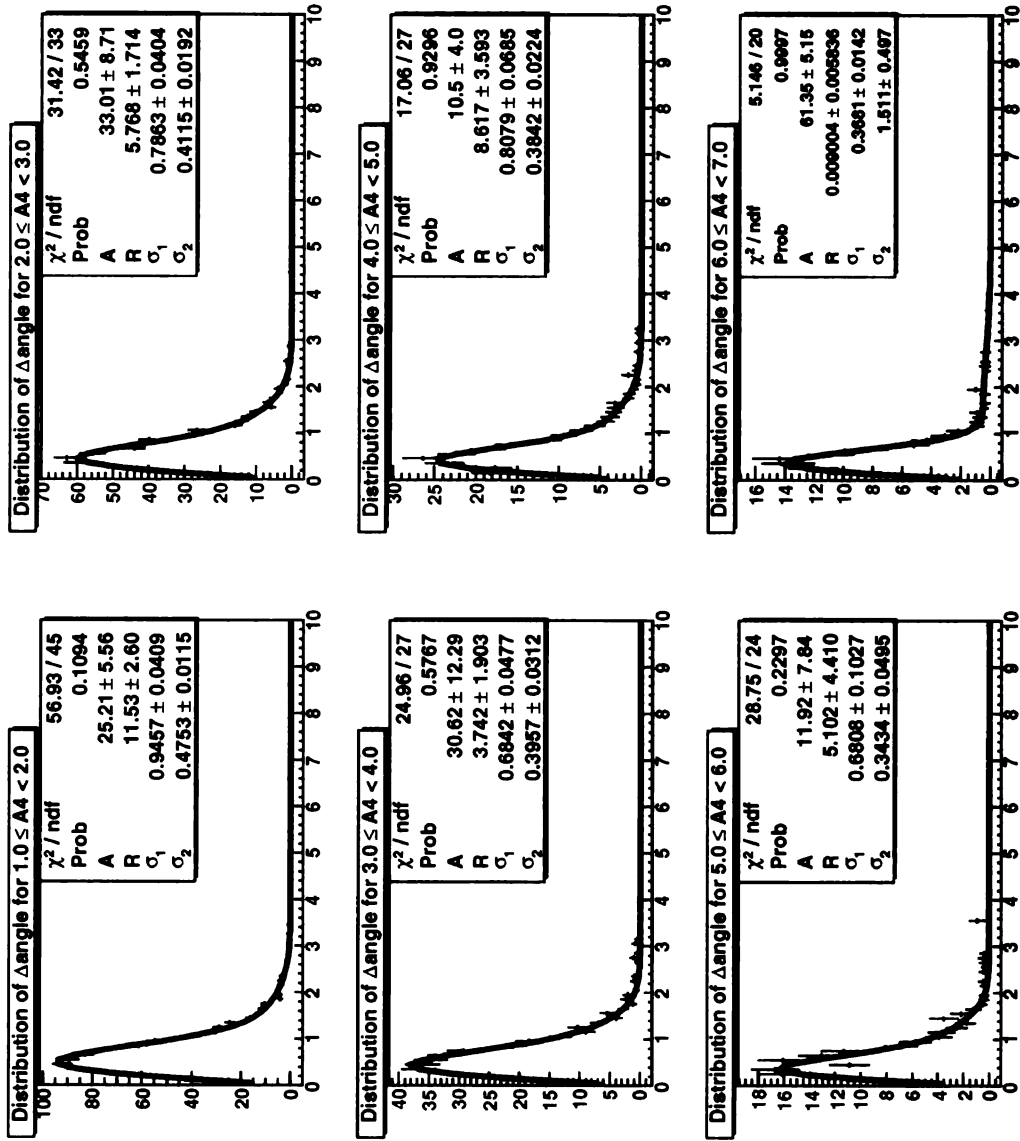 Distribution of Δangle for 1.0 ≤ A4 < 2.0
χ² / ndf 56.93 / 45
Prob 0.1094
A 25.21 ± 5.56
R 11.53 ± 2.60
σ₁ 0.9457 ± 0.0409
σ₂ 0.4753 ± 0.0115
100
80
60
40
20
0
0 1 2 3 4 5 6 7 8 9 10
Distribution of Δangle for 2.0 ≤ A4 < 3.0
χ² / ndf 31.42 / 33
Prob 0.5459
A 33.01 ± 8.71
R 5.768 ± 1.714
σ₁ 0.7863 ± 0.0404
σ₂ 0.4115 ± 0.0192
70
60
50
40
30
20
10
0
0 1 2 3 4 5 6 7 8 9 10
Distribution of Δangle for 3.0 ≤ A4 < 4.0
χ² / ndf 24.96 / 27
Prob 0.5767
A 30.62 ± 12.29
R 3.742 ± 1.903
σ₁ 0.6842 ± 0.0477
σ₂ 0.3957 ± 0.0312
40
35
30
25
20
15
10
5
0
0 1 2 3 4 5 6 7 8 9 10
Distribution of Δangle for 4.0 ≤ A4 < 5.0
χ² / ndf 17.06 / 27
Prob 0.9296
A 10.5 ± 4.0
R 8.617 ± 3.593
σ₁ 0.8079 ± 0.0685
σ₂ 0.3842 ± 0.0224
30
25
20
15
10
5
0
0 1 2 3 4 5 6 7 8 9 10
Distribution of Δangle for 5.0 ≤ A4 < 6.0
χ² / ndf 28.75 / 24
Prob 0.2297
A 11.92 ± 7.84
R 5.102 ± 4.410
σ₁ 0.6808 ± 0.1027
σ₂ 0.3434 ± 0.0495
18
16
14
12
10
8
6
4
2
0
0 1 2 3 4 5 6 7 8 9 10
Distribution of Δangle for 6.0 ≤ A4 < 7.0
χ² / ndf 5.146 / 20
Prob 0.9997
A 61.35 ± 5.15
R 0.009004 ± 0.005836
σ₁ 0.3681 ± 0.0142
σ₂ 1.511 ± 0.497
16
14
12
10
8
6
4
2
0
0 1 2 3 4 5 6 7 8 9 10